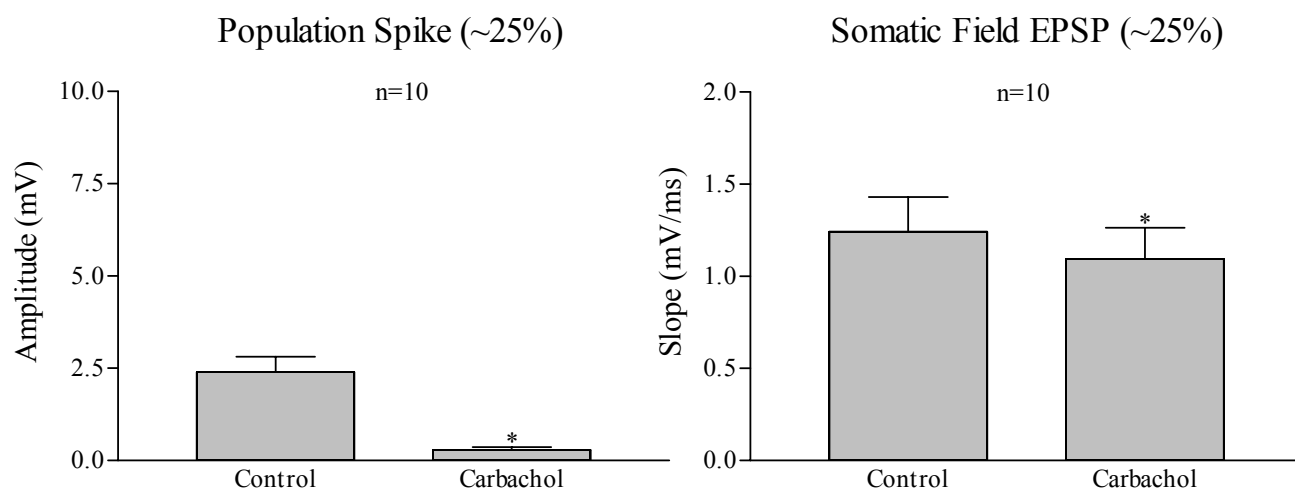 Population Spike (~25%)
n=10
Amplitude (mV)
10.0
7.5
5.0
2.5
0.0
*
Control
Carbachol
Somatic Field EPSP (~25%)
n=10
Slope (mV/ms)
2.0
1.5
1.0
0.5
0.0
*
Control
Carbachol